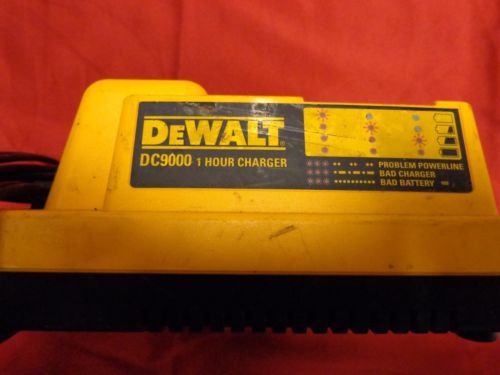 DEWALT
DC9000 1 HOUR CHARGER
PROBLEM POWERLINE
BAD CHARGER
BAD BATTERY